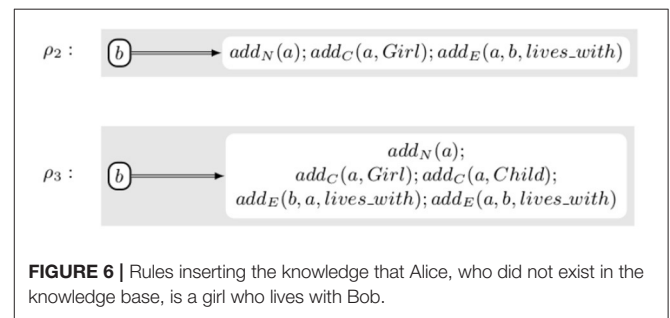 ρ₂ : b add_N(a); add_C(a, Girl); add_E(a, b, lives_with)
add_N(a);
ρ₃ : b add_C(a, Girl); add_C(a, Child);
add_E(b, a, lives_with); add_E(a, b, lives_with)
FIGURE 6 | Rules inserting the knowledge that Alice, who did not exist in the
knowledge base, is a girl who lives with Bob.